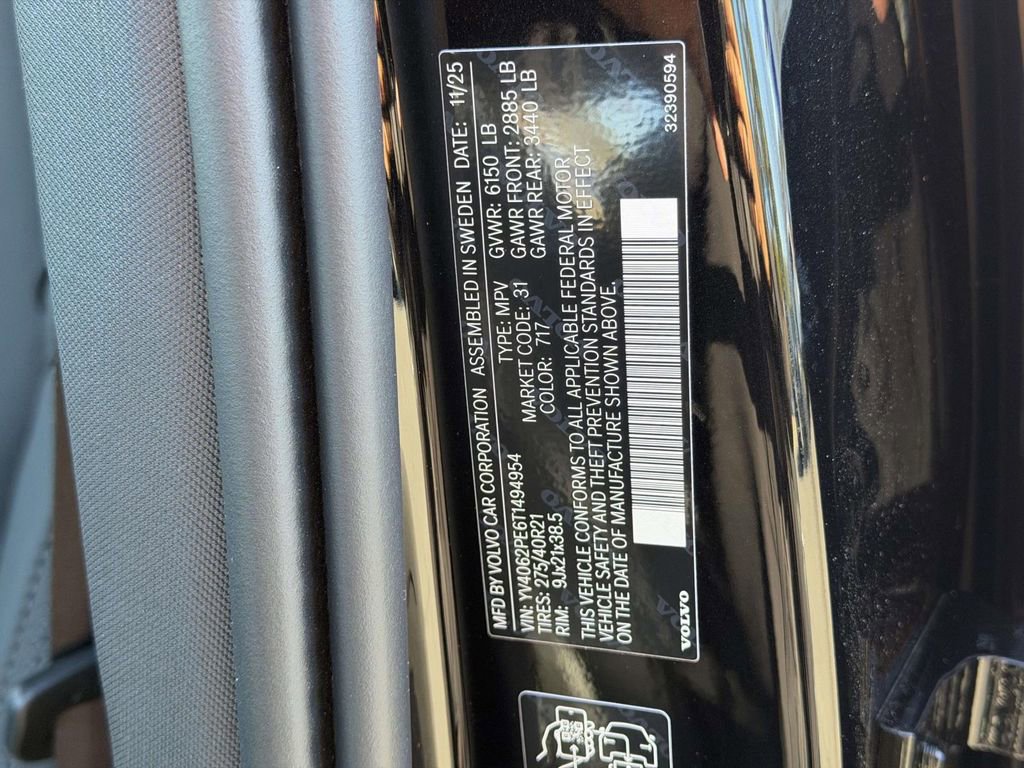 MFD BY VOLVO CAR CORPORATION ASSEMBLED IN SWEDEN DATE: 11/25
VIN: YV4062PE6T1494954 TYPE: MPV GVWR: 6150 LB
TIRES: 275/40R21 MARKET CODE: 31 GAWR FRONT: 2885 LB
RIM: 9Jx21x38.5 COLOR: 717 GAWR REAR: 3440 LB
THIS VEHICLE CONFORMS TO ALL APPLICABLE FEDERAL MOTOR
VEHICLE SAFETY AND THEFT PREVENTION STANDARDS IN EFFECT
ON THE DATE OF MANUFACTURE SHOWN ABOVE.
VOLVO 32390594